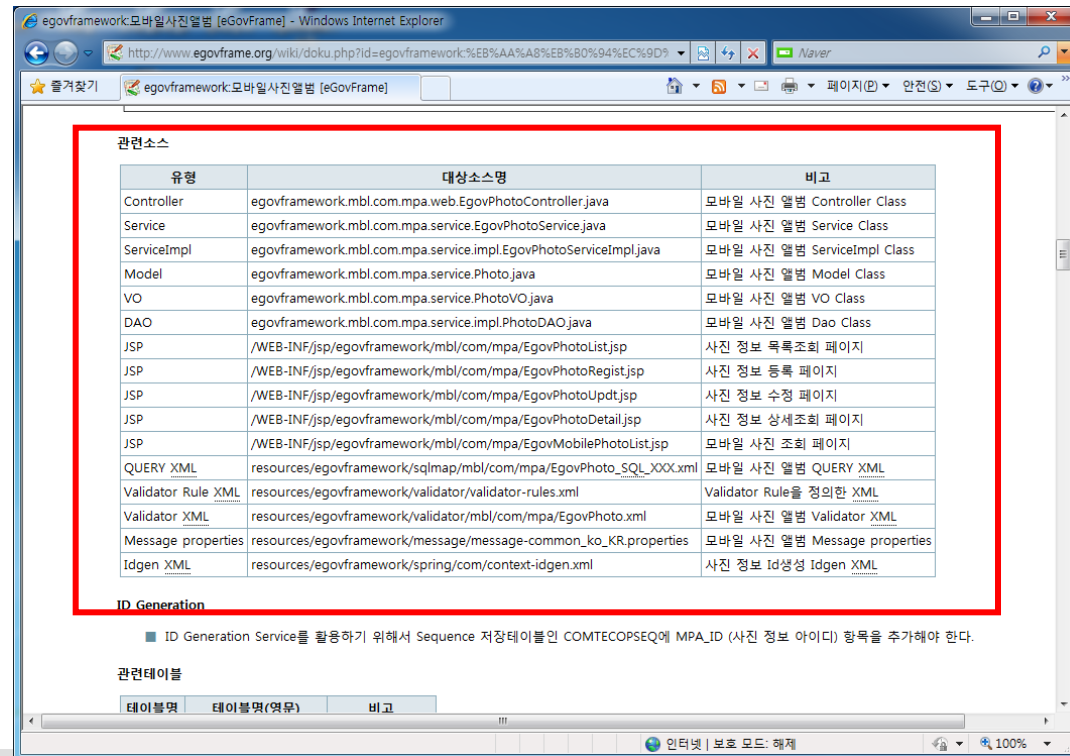 egovframework:모바일사진앨범 [eGovFrame] - Windows Internet Explorer
http://www.egovframe.org/wiki/doku.php?id=egovframework:%EB%AA%A8%EB%B0%94%EC%9D9
Naver
즐겨찾기
egovframework:모바일사진앨범 [eGovFrame]
페이지(P) 안전(S) 도구(O)
관련소스
유형 대상소스명 비고
Controller egovframework.mbl.com.mpa.web.EgovPhotoController.java 모바일 사진 앨범 Controller Class
Service egovframework.mbl.com.mpa.service.EgovPhotoService.java 모바일 사진 앨범 Service Class
ServiceImpl egovframework.mbl.com.mpa.service.impl.EgovPhotoServiceImpl.java 모바일 사진 앨범 ServiceImpl Class
Model egovframework.mbl.com.mpa.service.Photo.java 모바일 사진 앨범 Model Class
VO egovframework.mbl.com.mpa.service.PhotoVO.java 모바일 사진 앨범 VO Class
DAO egovframework.mbl.com.mpa.service.impl.PhotoDAO.java 모바일 사진 앨범 Dao Class
JSP /WEB-INF/jsp/egovframework/mbl/com/mpa/EgovPhotoList.jsp 사진 정보 목록조회 페이지
JSP /WEB-INF/jsp/egovframework/mbl/com/mpa/EgovPhotoRegist.jsp 사진 정보 등록 페이지
JSP /WEB-INF/jsp/egovframework/mbl/com/mpa/EgovPhotoUpdt.jsp 사진 정보 수정 페이지
JSP /WEB-INF/jsp/egovframework/mbl/com/mpa/EgovPhotoDetail.jsp 사진 정보 상세조회 페이지
JSP /WEB-INF/jsp/egovframework/mbl/com/mpa/EgovMobilePhotoList.jsp 모바일 사진 조회 페이지
QUERY XML resources/egovframework/sqlmap/mbl/com/mpa/EgovPhoto_SQL_XXX.xml 모바일 사진 앨범 QUERY XML
Validator Rule XML resources/egovframework/validator/validator-rules.xml Validator Rule을 정의한 XML
Validator XML resources/egovframework/validator/mbl/com/mpa/EgovPhoto.xml 모바일 사진 앨범 Validator XML
Message properties resources/egovframework/message/message-common_ko_KR.properties 모바일 사진 앨범 Message properties
Idgen XML resources/egovframework/spring/com/context-idgen.xml 사진 정보 Id생성 Idgen XML
ID Generation
ID Generation Service를 활용하기 위해서 Sequence 저장테이블인 COMTECOPSEQ에 MPA_ID (사진 정보 아이디) 항목을 추가해야 한다.
관련테이블
테이블명 테이블명(영문) 비고
인터넷 | 보호 모드: 해제
100%